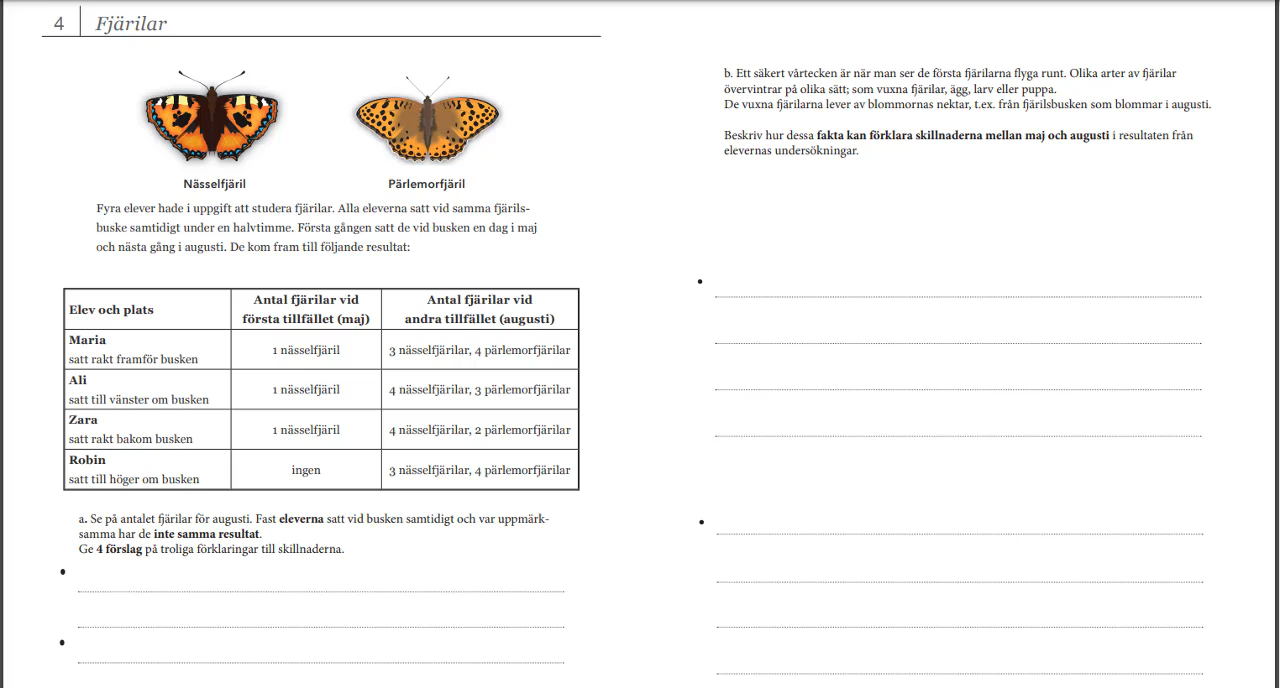 4 Fjärilar
Nässelfjäril
Pärlemorfjäril
Fyra elever hade i uppgift att studera fjärilar. Alla eleverna satt vid samma fjärils-
buske samtidigt under en halvtimme. Första gången satt de vid busken en dag i maj
och nästa gång i augusti. De kom fram till följande resultat:
Elev och plats
Antal fjärilar vid
första tillfället (maj)
Antal fjärilar vid
andra tillfället (augusti)
Maria
satt rakt framför busken
1 nässelfjäril
3 nässelfjärilar, 4 pärlemorfjärilar
Ali
satt till vänster om busken
1 nässelfjäril
4 nässelfjärilar, 3 pärlemorfjärilar
Zara
satt rakt bakom busken
1 nässelfjäril
4 nässelfjärilar, 2 pärlemorfjärilar
Robin
satt till höger om busken
ingen
3 nässelfjärilar, 4 pärlemorfjärilar
a. Se på antalet fjärilar för augusti. Fast eleverna satt vid busken samtidigt och var uppmärk-
samma har de inte samma resultat.
Ge 4 förslag på troliga förklaringar till skillnaderna.
b. Ett säkert vårtecken är när man ser de första fjärilarna flyga runt. Olika arter av fjärilar
övervintrar på olika sätt; som vuxna fjärilar, ägg, larv eller puppa.
De vuxna fjärilarna lever av blommornas nektar, t.ex. från fjärilsbusken som blommar i augusti.
Beskriv hur dessa fakta kan förklara skillnaderna mellan maj och augusti i resultaten från
elevernas undersökningar.